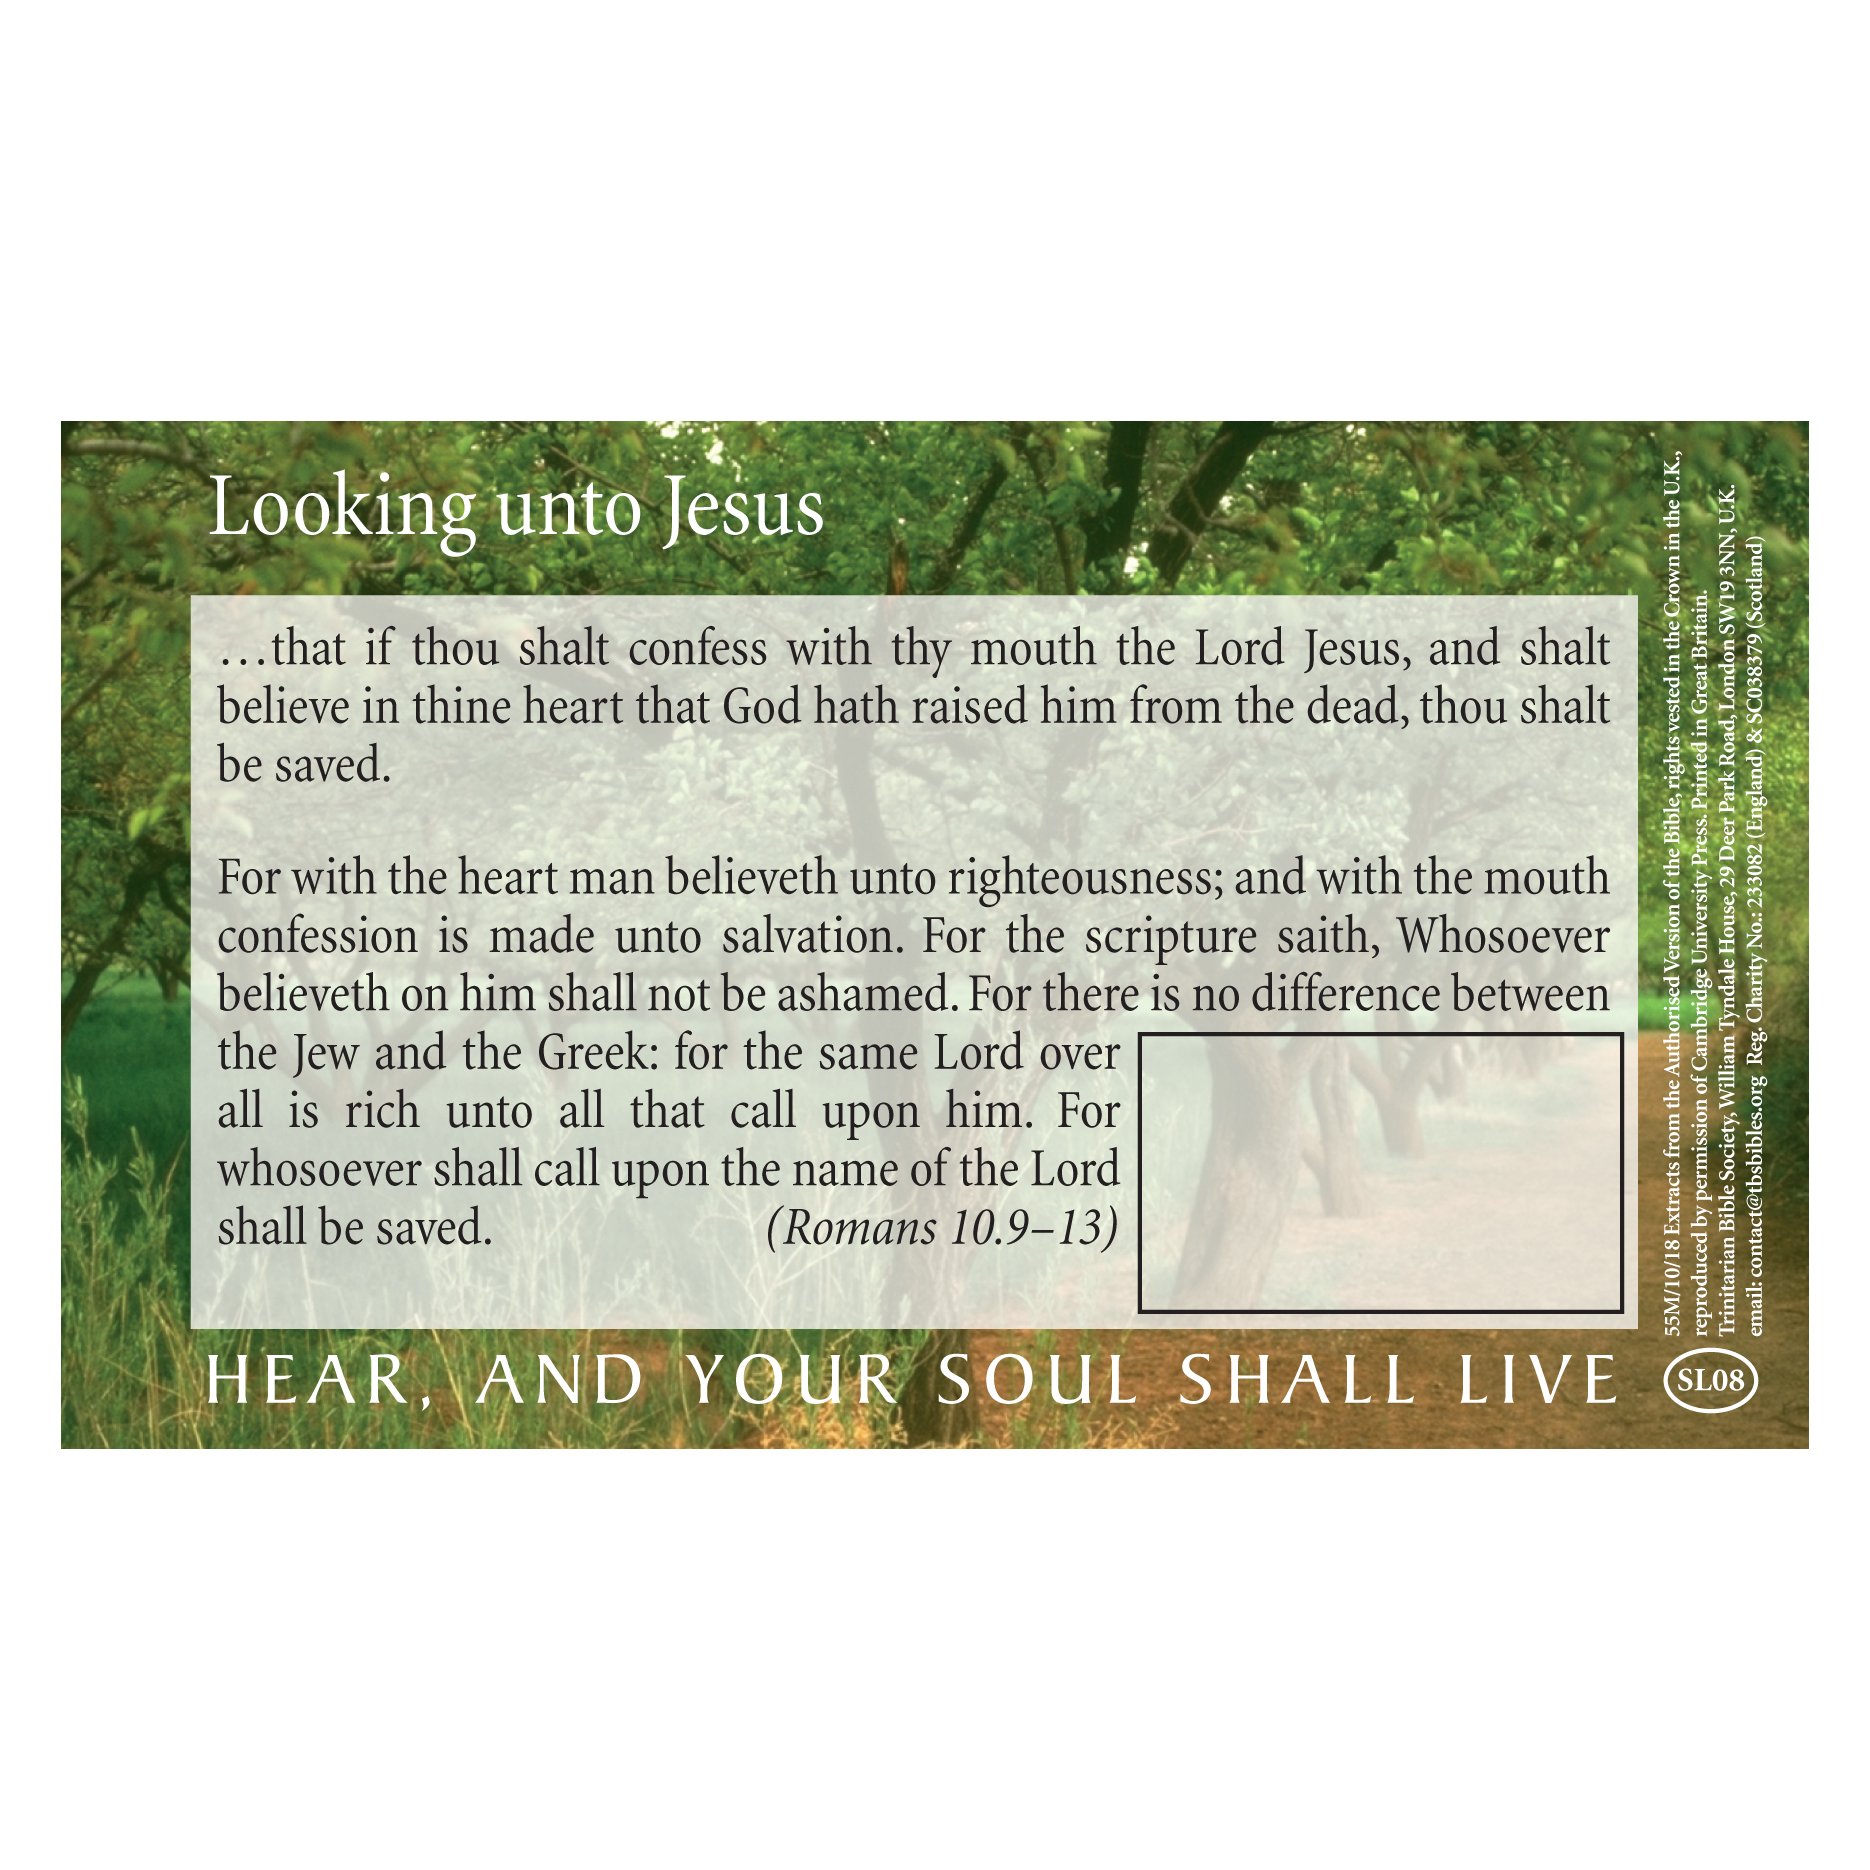 Looking unto Jesus
…that if thou shalt confess with thy mouth the Lord Jesus, and shalt
believe in thine heart that God hath raised him from the dead, thou shalt
be saved.
For with the heart man believeth unto righteousness; and with the mouth
confession is made unto salvation. For the scripture saith, Whosoever
believeth on him shall not be ashamed. For there is no difference between
the Jew and the Greek: for the same Lord over
all is rich unto all that call upon him. For
whosoever shall call upon the name of the Lord
shall be saved. (Romans 10.9–13)
HEAR, AND YOUR SOUL SHALL LIVE
55M/10/18 Extracts from the Authorised Version of the Bible, rights vested in the Crown in the U.K.,
reproduced by permission of Cambridge University Press. Printed in Great Britain.
Trinitarian Bible Society, William Tyndale House, 29 Deer Park Road, London SW19 3NN, U.K.
email: contact@tbsbibles.org Reg. Charity No.: 233082 (England) & SC038379 (Scotland)
SL08